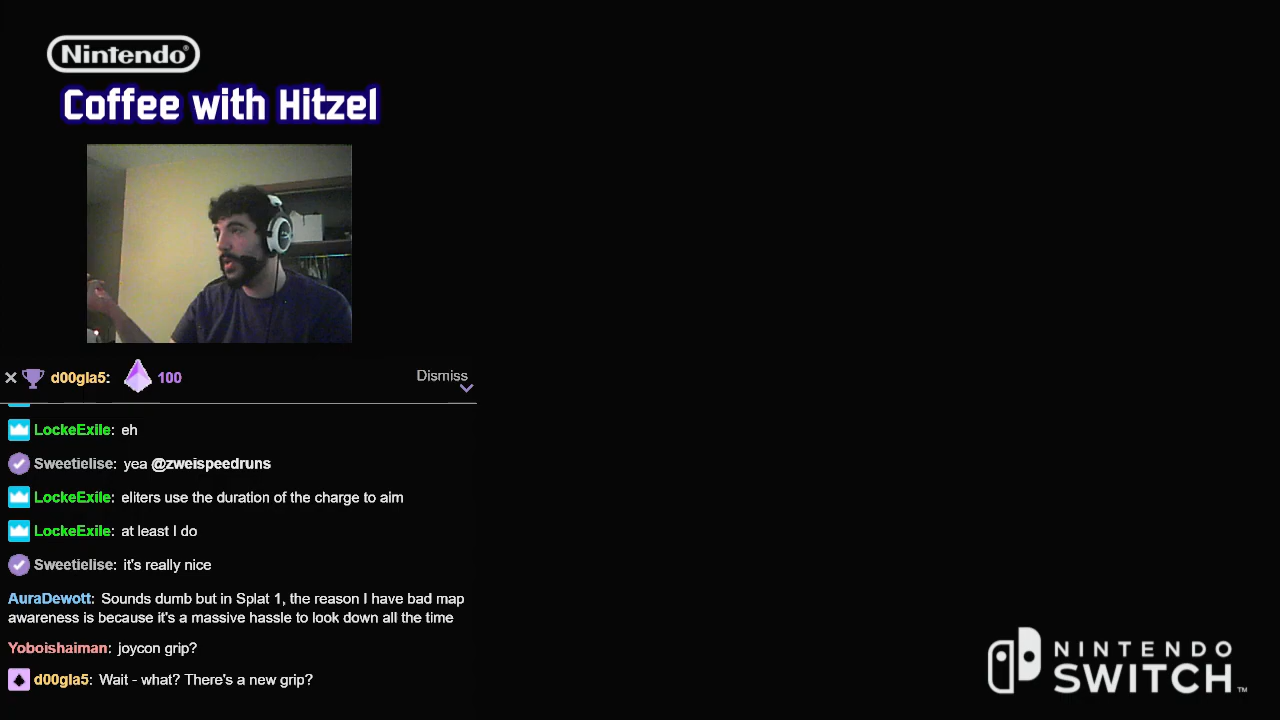 Nintendo®
Coffee with Hitzel
d00gla5: 100 Dismiss
LockeExile: eh
Sweetielise: yea @zweispeedruns
LockeExile: eliters use the duration of the charge to aim
LockeExile: at least I do
Sweetielise: it's really nice
AuraDewott: Sounds dumb but in Splat 1, the reason I have bad map
awareness is because it's a massive hassle to look down all the time
Yoboishaiman: joycon grip?
d00gla5: Wait - what? There's a new grip?
NINTENDO
SWITCH™